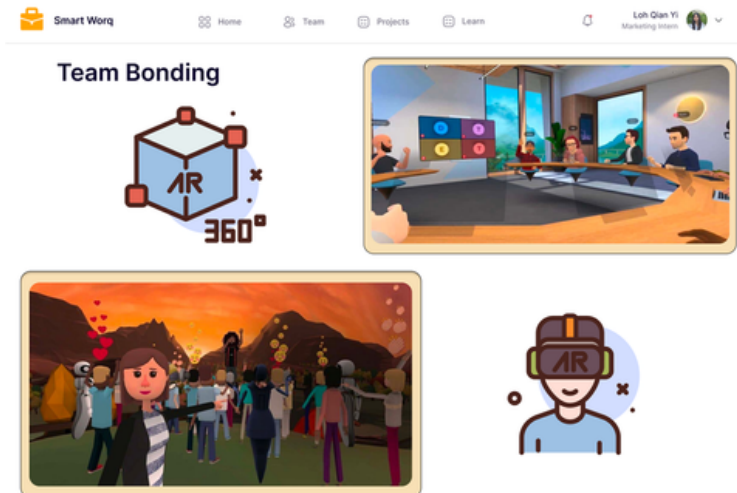 Smart Worq
Home
Team
Projects
Learn
Loh Qian Yi
Marketing Intern
Team Bonding
AR
360°
T
E
T
AR